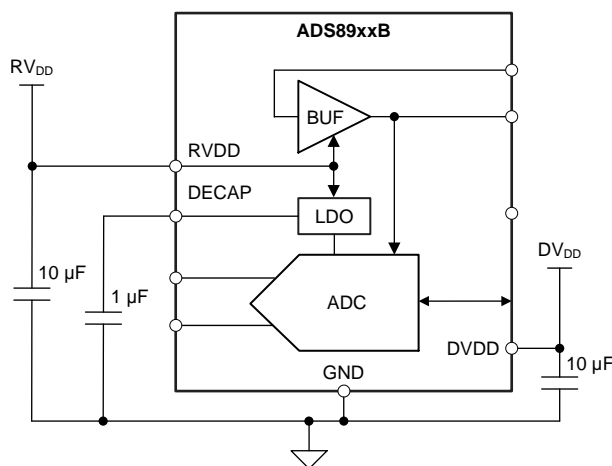 ADS89xxB
RVDD
BUF
RVDD
DECAP
LDO
DVDD
10 µF
1 µF
ADC
DVDD
10 µF
GND